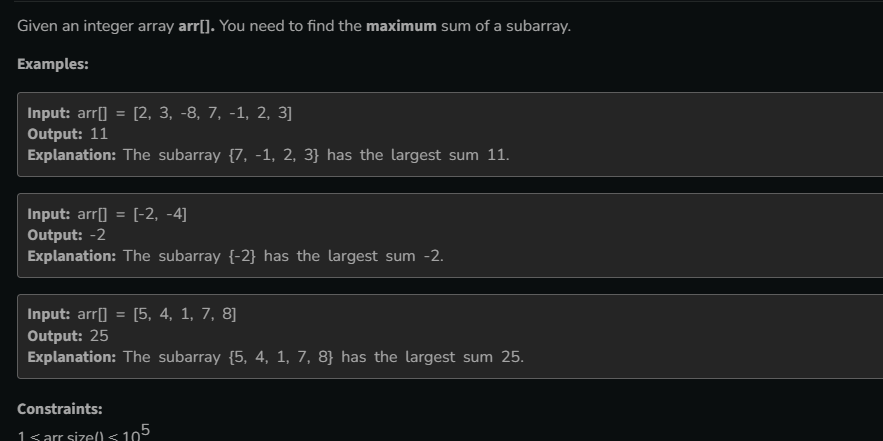 Given an integer array arr[]. You need to find the maximum sum of a subarray.
Examples:
Input: arr[] = [2, 3, -8, 7, -1, 2, 3]
Output: 11
Explanation: The subarray {7, -1, 2, 3} has the largest sum 11.
Input: arr[] = [-2, -4]
Output: -2
Explanation: The subarray {-2} has the largest sum -2.
Input: arr[] = [5, 4, 1, 7, 8]
Output: 25
Explanation: The subarray {5, 4, 1, 7, 8} has the largest sum 25.
Constraints:
1 ≤ arr.size() ≤ 10⁵